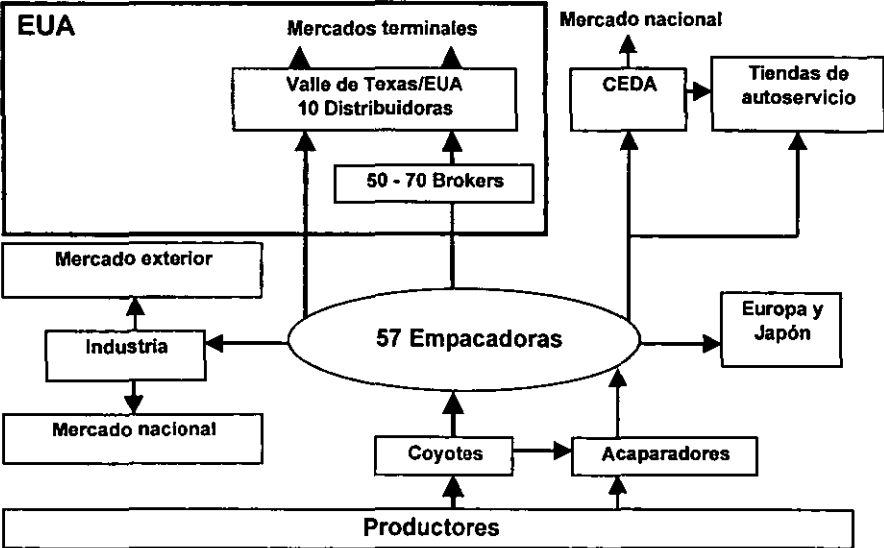 EUA
Mercados terminales
Mercado nacional
Valle de Texas/EUA
10 Distribuidoras
CEDA
Tiendas de
autoservicio
50 - 70 Brokers
Mercado exterior
Industria
Mercado nacional
57 Empacadoras
Europa y
Japón
Coyotes
Acaparadores
Productores